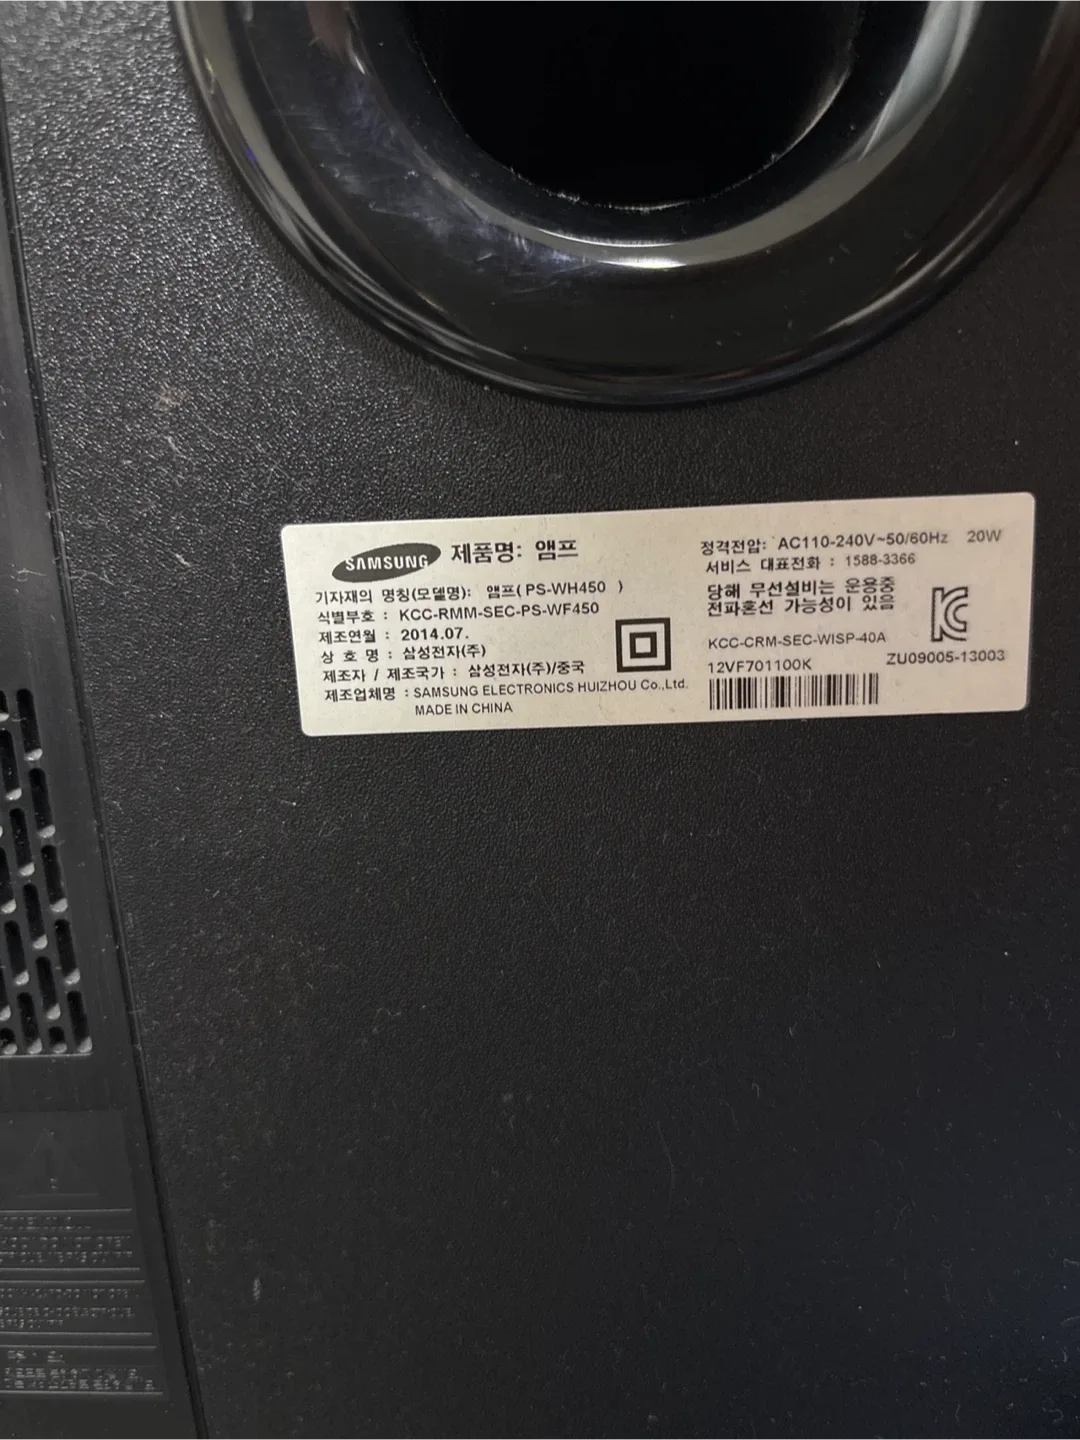 SAMSUNG 제품명: 앰프
기자재의 명칭(모델명): 앰프( PS-WH450 )
식별부호 : KCC-RMM-SEC-PS-WF450
제조연월 : 2014.07.
상 호 명 : 삼성전자(주)
제조자 / 제조국가 : 삼성전자(주)/중국
제조업체명 : SAMSUNG ELECTRONICS HUIZHOU Co.,Ltd.
MADE IN CHINA
정격전압: AC110-240V~50/60Hz 20W
서비스 대표전화 : 1588-3366
당해 무선설비는 운용중
전파혼선 가능성이 있음
KCC-CRM-SEC-WISP-40A
12VF701100K ZU09005-13003